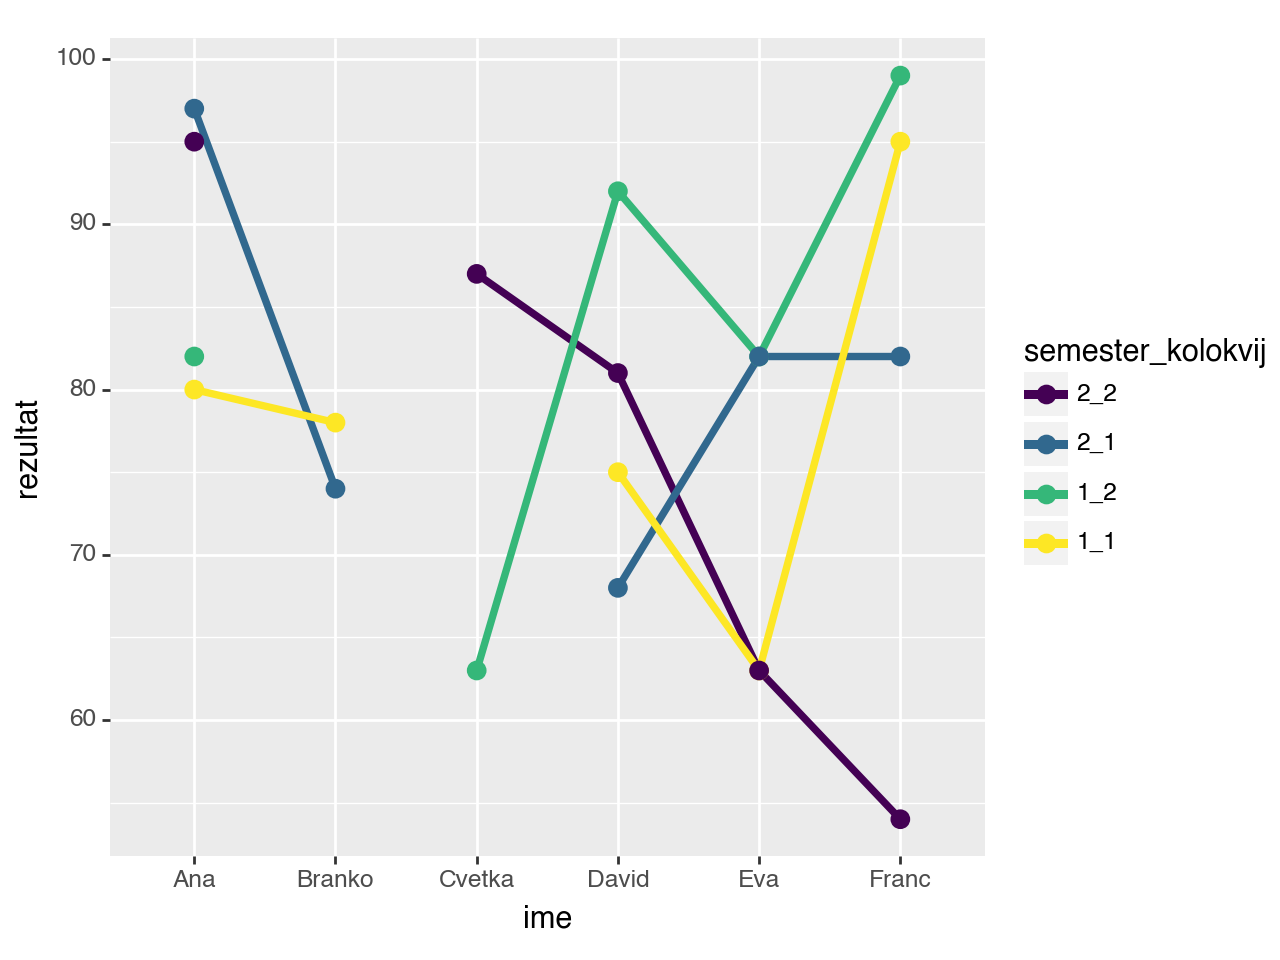 100
90
80
70
60
rezultat
Ana Branko Cvetka David Eva Franc
ime
semester_kolokvij
2_2
2_1
1_2
1_1